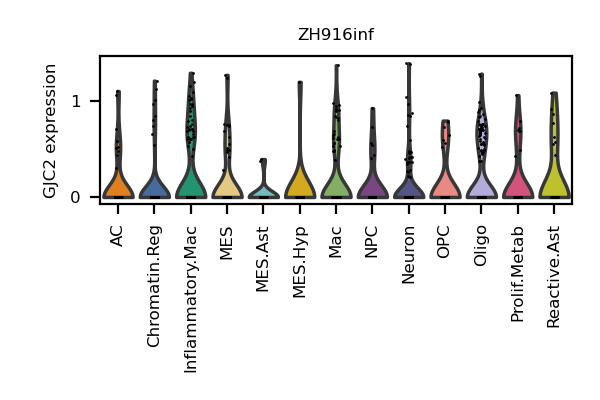 ZH916inf
GJC2 expression
1
0
AC
Chromatin.Reg
Inflammatory.Mac
MES
MES.Ast
MES.Hyp
Mac
NPC
Neuron
OPC
Oligo
Prolif.Metab
Reactive.Ast